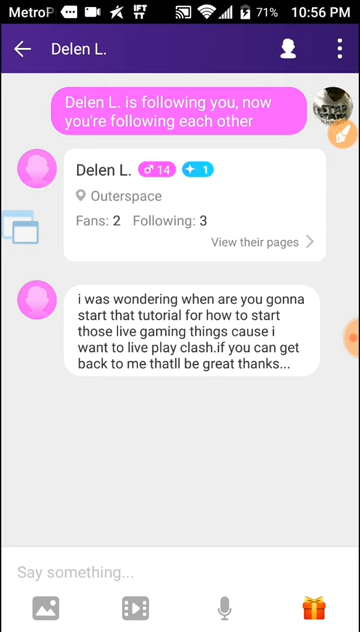 MetroP
IF
TT
71%
10:56 PM
Delen L.
Delen L. is following you, now
you're following each other
Delen L. ♂ 14 1
Outerspace
Fans: 2 Following: 3
View their pages
i was wondering when are you gonna
start that tutorial for how to start
those live gaming things cause i
want to live play clash.if you can get
back to me thatll be great thanks...
Say something...